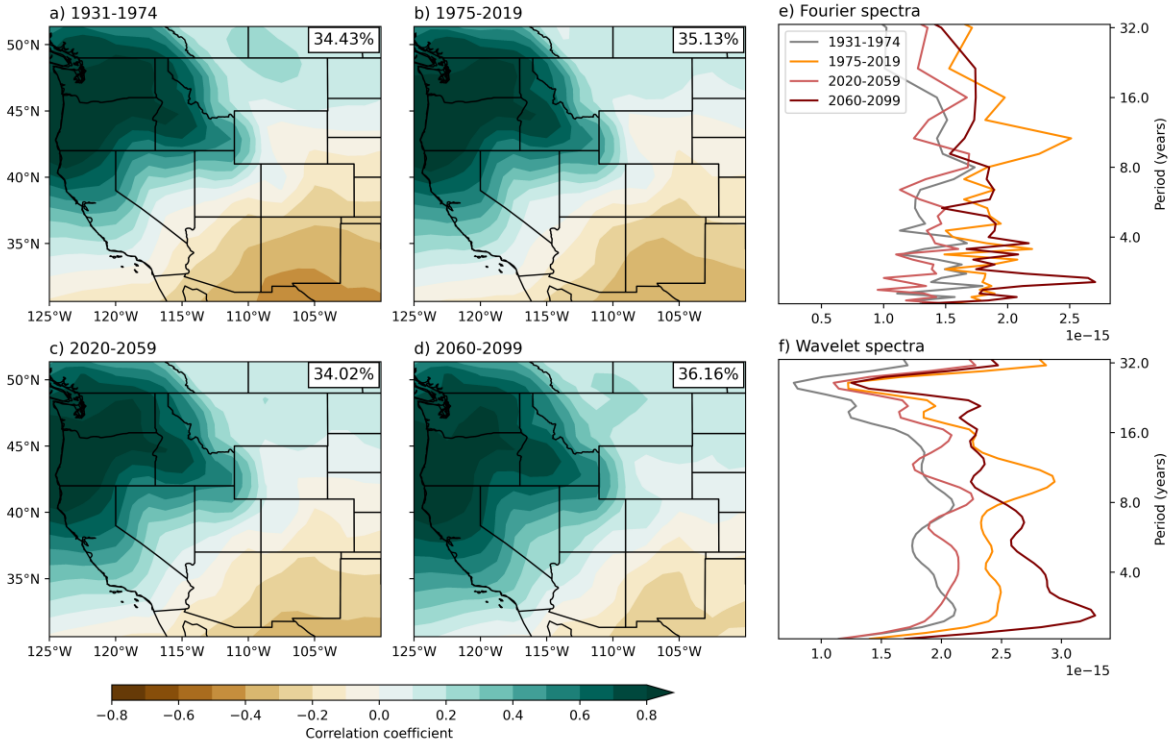 a) 1931-1974
34.43%
50°N
45°N
40°N
35°N
125°W
120°W
115°W
110°W
105°W
b) 1975-2019
35.13%
125°W
120°W
115°W
110°W
105°W
c) 2020-2059
34.02%
50°N
45°N
40°N
35°N
125°W
120°W
115°W
110°W
105°W
d) 2060-2099
36.16%
125°W
120°W
115°W
110°W
105°W
−0.8
−0.6
−0.4
−0.2
0.0
0.2
0.4
0.6
0.8
Correlation coefficient
e) Fourier spectra
1931-1974
1975-2019
2020-2059
2060-2099
32.0
16.0
8.0
4.0
Period (years)
0.5
1.0
1.5
2.0
2.5
1e−15
f) Wavelet spectra
32.0
16.0
8.0
4.0
Period (years)
1.0
1.5
2.0
2.5
3.0
1e−15